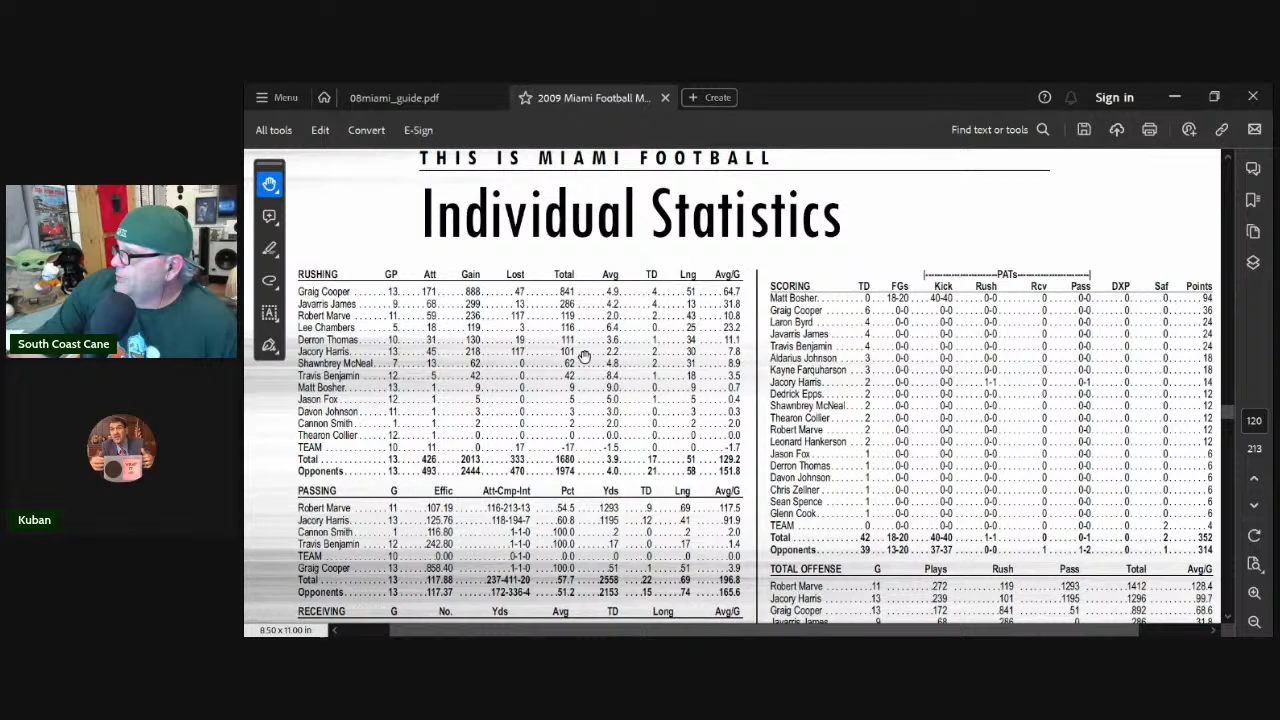 Menu
08miami_guide.pdf
2009 Miami Football M...
Create
Sign in
All tools Edit Convert E-Sign
Find text or tools
THIS IS MIAMI FOOTBALL
Individual Statistics
RUSHING GP Att Gain Lost Total Avg TD Lng Avg/G
Graig Cooper 13 171 888 47 841 4.9 4 51 64.7
Javarris James 9 68 299 13 286 4.2 4 13 31.8
Robert Marve 11 59 236 117 119 2.0 2 43 10.8
Lee Chambers 5 18 119 3 116 6.4 0 25 23.2
Derron Thomas 10 31 130 19 111 3.6 1 34 11.1
Jacory Harris 13 45 218 117 101 2.2 2 30 7.8
Shawnbrey McNeal 7 13 62 0 62 4.8 2 31 8.9
Travis Benjamin 12 5 42 0 42 8.4 1 18 3.5
Matt Bosher 13 1 9 0 9 9.0 0 9 0.7
Jason Fox 12 1 5 0 5 5.0 1 5 0.4
Davon Johnson 11 1 3 0 3 3.0 0 3 0.3
Cannon Smith 1 1 2 0 2 2.0 0 2 2.0
Thearon Collier 12 1 0 0 0 0.0 0 0 0.0
TEAM 10 11 0 17 -17 -1.5 0 0 -1.7
Total 13 426 2013 333 1680 3.9 17 51 129.2
Opponents 13 493 2444 470 1974 4.0 21 58 151.8
PASSING G Effic Att-Cmp-Int Pct Yds TD Lng Avg/G
Robert Marve 11 107.19 116-213-13 54.5 1293 9 69 117.5
Jacory Harris 13 125.76 118-194-7 60.8 1195 12 41 91.9
Cannon Smith 1 116.80 1-1-0 100.0 2 0 2 2.0
Travis Benjamin 12 242.80 1-1-0 100.0 17 0 17 1.4
TEAM 10 0.00 0-1-0 0.0 0 0 0 0.0
Graig Cooper 13 858.40 1-1-0 100.0 51 1 51 3.9
Total 13 117.88 237-411-20 57.7 2558 22 69 196.8
Opponents 13 117.37 172-336-4 51.2 2153 15 74 165.6
RECEIVING G No. Yds Avg TD Long Avg/G
PATs
SCORING TD FGs Kick Rush Rcv Pass DXP Saf Points
Matt Bosher 0 18-20 40-40 0-0 0 0-0 0 0 94
Graig Cooper 6 0-0 0-0 0-0 0 0-0 0 0 36
Laron Byrd 4 0-0 0-0 0-0 0 0-0 0 0 24
Javarris James 4 0-0 0-0 0-0 0 0-0 0 0 24
Travis Benjamin 4 0-0 0-0 0-0 0 0-0 0 0 24
Aldarius Johnson 3 0-0 0-0 0-0 0 0-0 0 0 18
Kayne Farquharson 3 0-0 0-0 0-0 0 0-0 0 0 18
Jacory Harris 2 0-0 0-0 1-1 0 0-1 0 0 14
Dedrick Epps 2 0-0 0-0 0-0 0 0-0 0 0 12
Shawnbrey McNeal 2 0-0 0-0 0-0 0 0-0 0 0 12
Thearon Collier 2 0-0 0-0 0-0 0 0-0 0 0 12
Robert Marve 2 0-0 0-0 0-0 0 0-0 0 0 12
Leonard Hankerson 2 0-0 0-0 0-0 0 0-0 0 0 12
Jason Fox 1 0-0 0-0 0-0 0 0-0 0 0 6
Derron Thomas 1 0-0 0-0 0-0 0 0-0 0 0 6
Davon Johnson 1 0-0 0-0 0-0 0 0-0 0 0 6
Chris Zellner 1 0-0 0-0 0-0 0 0-0 0 0 6
Sean Spence 1 0-0 0-0 0-0 0 0-0 0 0 6
Glenn Cook 1 0-0 0-0 0-0 0 0-0 0 0 6
TEAM 0 0-0 0-0 0-0 0 0-0 0 2 4
Total 42 18-20 40-40 1-1 0 0-1 0 2 352
Opponents 39 13-20 37-37 0-0 1 1-2 0 1 314
TOTAL OFFENSE G Plays Rush Pass Total Avg/G
Robert Marve 11 272 119 1293 1412 128.4
Jacory Harris 13 239 101 1195 1296 99.7
Graig Cooper 13 172 841 51 892 68.6
Javarris James 9 68 286 0 286 31.8
8.50 x 11.00 in
120
213
South Coast Cane
Kuban